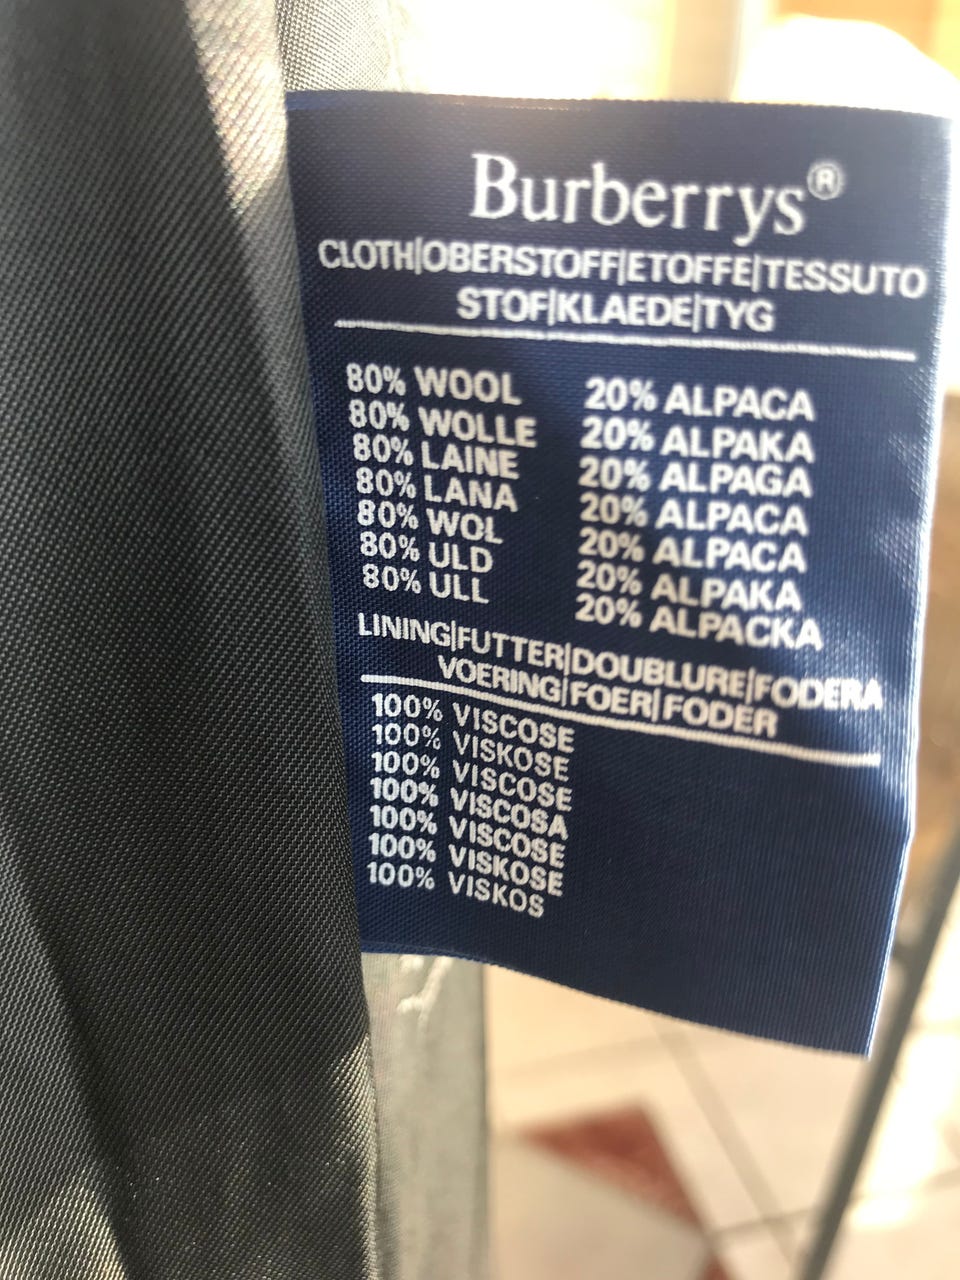 Burberrys®
CLOTH|OBERSTOFF|ETOFFE|TESSUTO
STOF|KLAEDE|TYG
80% WOOL 20% ALPACA
80% WOLLE 20% ALPAKA
80% LAINE 20% ALPAGA
80% LANA 20% ALPACA
80% WOL 20% ALPACA
80% ULD 20% ALPAKA
80% ULL 20% ALPACKA
LINING|FUTTER|DOUBLURE|FODERA
VOERING|FOER|FODER
100% VISCOSE
100% VISKOSE
100% VISCOSE
100% VISCOSA
100% VISCOSE
100% VISKOSE
100% VISKOS